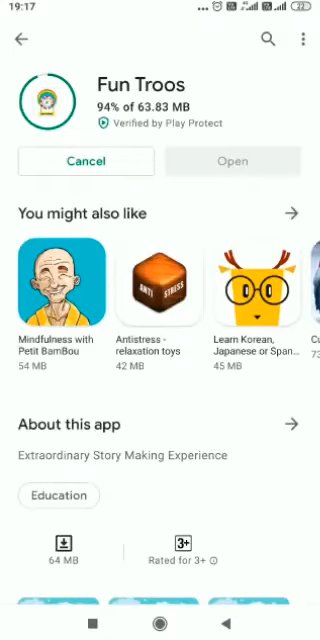 19:17
22
Fun Troos
94% of 63.83 MB
Verified by Play Protect
Cancel
Open
You might also like
ANTI STRESS
Mindfulness with
Petit BamBou
54 MB
Antistress -
relaxation toys
42 MB
Learn Korean,
Japanese or Span...
45 MB
About this app
Extraordinary Story Making Experience
Education
3+
64 MB
Rated for 3+